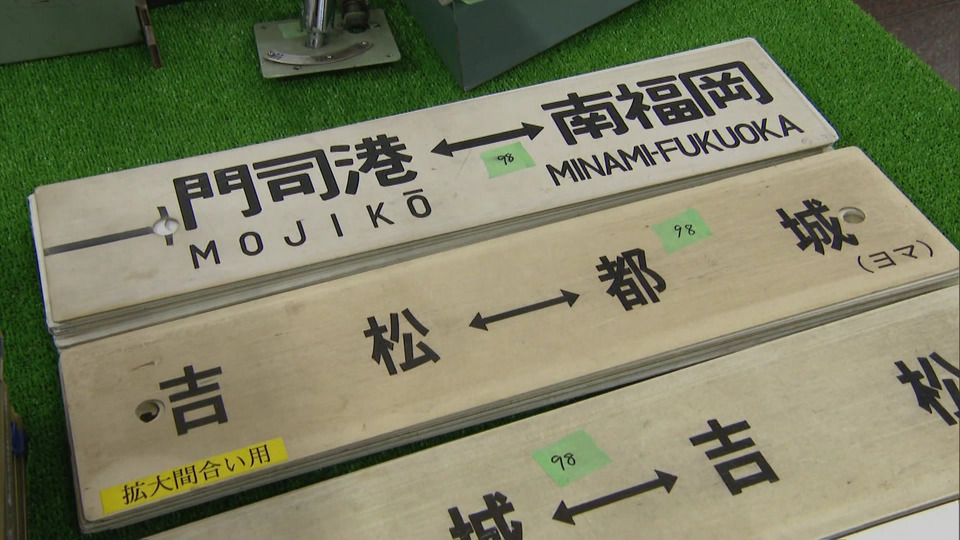 門司港 ↔ 南福岡
MOJIKŌ MINAMI-FUKUOKA
98
吉 松 ↔ 都 城
98
(ヨマ)
拡大間合い用
城 ↔ 吉 松
98